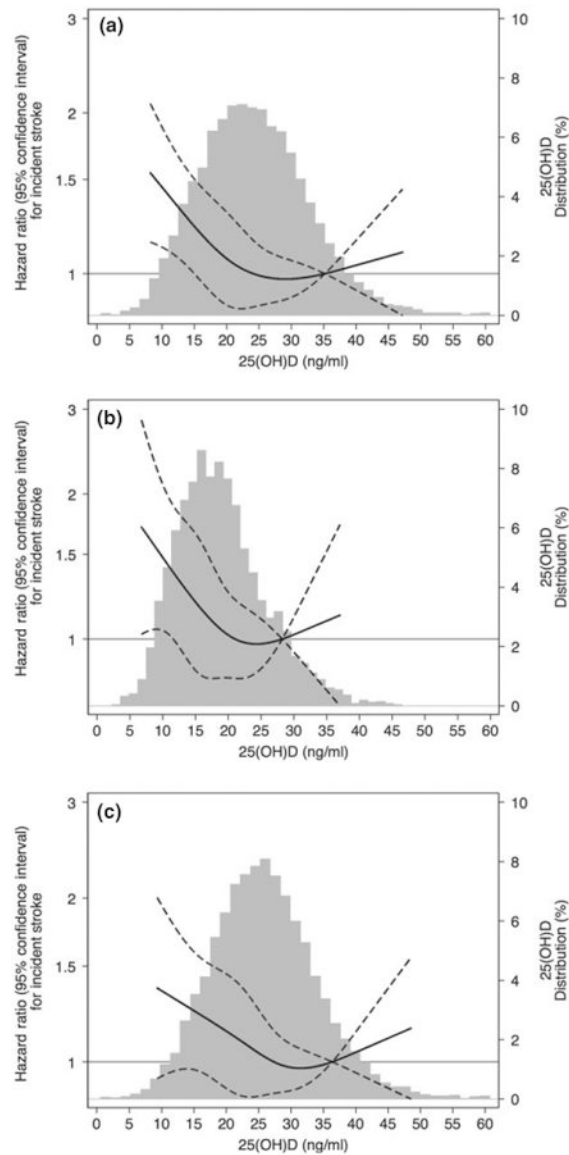 (a)
Hazard ratio (95% confidence interval)
for incident stroke
3
2
1.5
1
10
8
6
4
2
0
25(OH)D
Distribution (%)
0 5 10 15 20 25 30 35 40 45 50 55 60
25(OH)D (ng/ml)
(b)
Hazard ratio (95% confidence interval)
for incident stroke
3
2
1.5
1
10
8
6
4
2
0
25(OH)D
Distribution (%)
0 5 10 15 20 25 30 35 40 45 50 55 60
25(OH)D (ng/ml)
(c)
Hazard ratio (95% confidence interval)
for incident stroke
3
2
1.5
1
10
8
6
4
2
0
25(OH)D
Distribution (%)
0 5 10 15 20 25 30 35 40 45 50 55 60
25(OH)D (ng/ml)